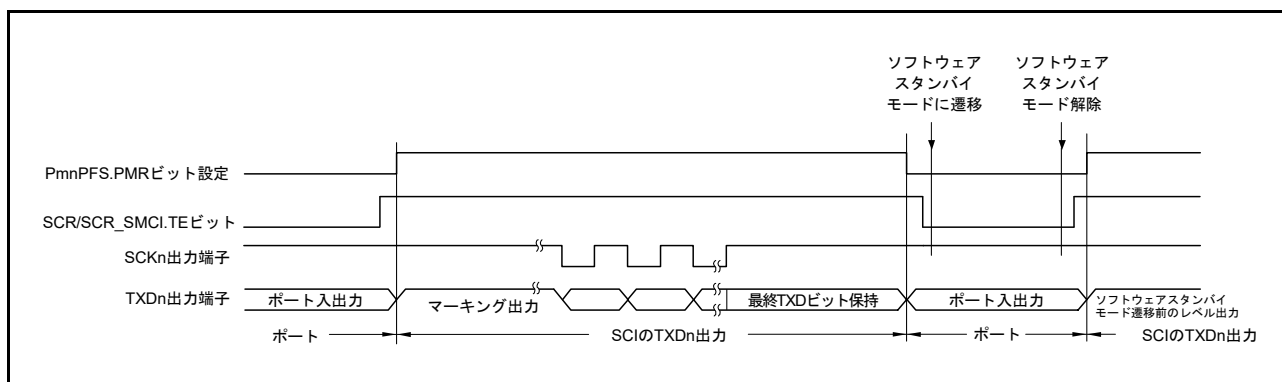 ソフトウェア
スタンバイ
モードに遷移
ソフトウェア
スタンバイ
モード解除
PmnPFS.PMRビット設定
SCR/SCR_SMCI.TEビット
SCKn出力端子
TXDn出力端子
ポート入出力
マーキング出力
最終TXDビット保持
ポート入出力
ソフトウェアスタンバイ
モード遷移前のレベル出力
ポート
SCIのTXDn出力
ポート
SCIのTXDn出力